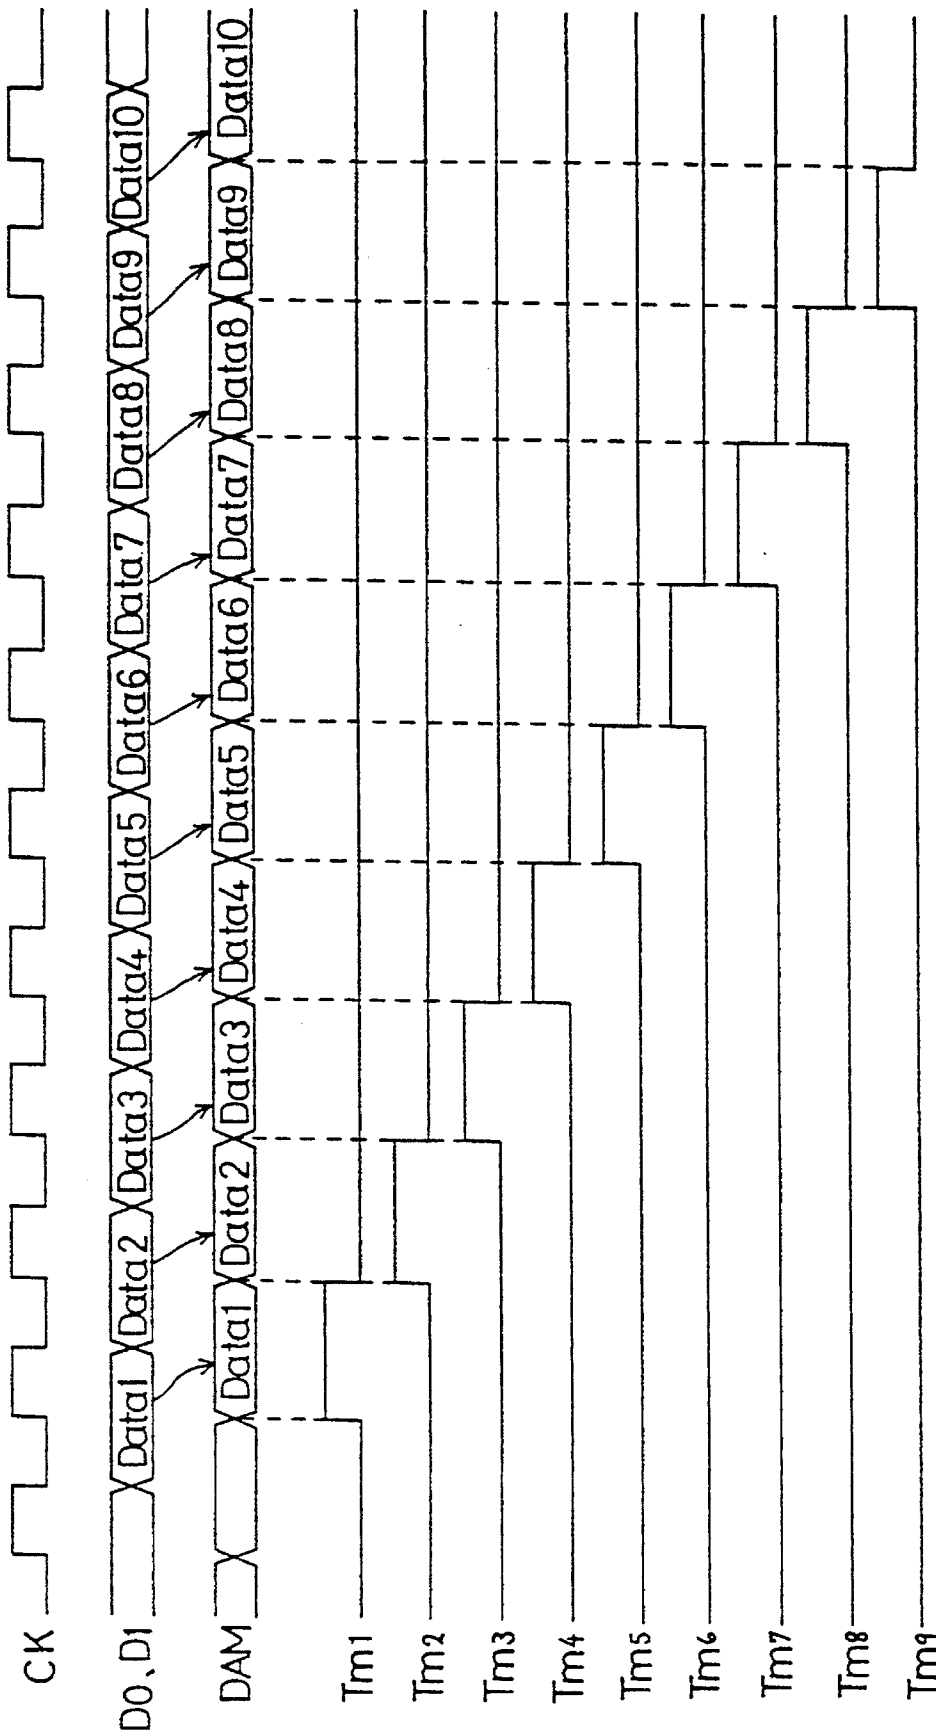 CK
D0、D1 Data1 Data2 Data3 Data4 Data5 Data6 Data7 Data8 Data9 Data10
DAM Data1 Data2 Data3 Data4 Data5 Data6 Data7 Data8 Data9 Data10
Tm1
Tm2
Tm3
Tm4
Tm5
Tm6
Tm7
Tm8
Tm9